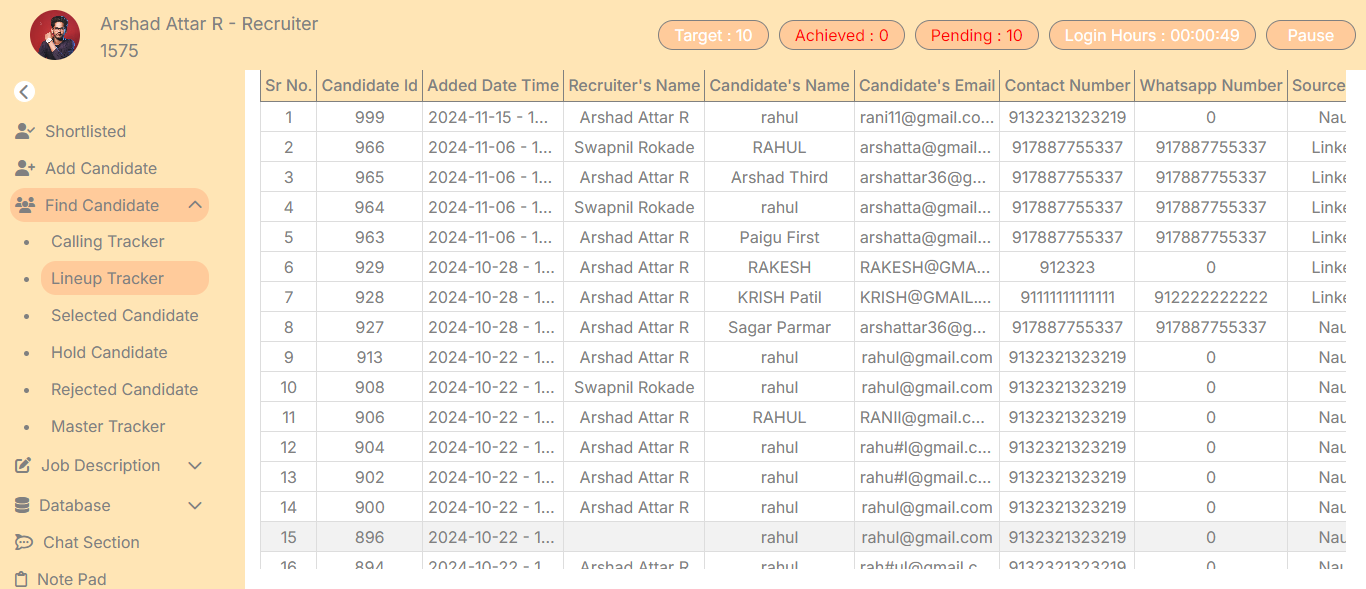 Arshad Attar R - Recruiter
1575
Target : 10 Achieved : 0 Pending : 10 Login Hours : 00:00:49 Pause
Shortlisted
Add Candidate
Find Candidate
Calling Tracker
Lineup Tracker
Selected Candidate
Hold Candidate
Rejected Candidate
Master Tracker
Job Description
Database
Chat Section
Note Pad
Sr No. Candidate Id Added Date Time Recruiter's Name Candidate's Name Candidate's Email Contact Number Whatsapp Number Source
1 999 2024-11-15 - 1... Arshad Attar R rahul rani11@gmail.co... 9132321323219 0 Nau
2 966 2024-11-06 - 1... Swapnil Rokade RAHUL arshatta@gmail... 917887755337 917887755337 Linke
3 965 2024-11-06 - 1... Arshad Attar R Arshad Third arshattar36@g... 917887755337 917887755337 Linke
4 964 2024-11-06 - 1... Swapnil Rokade rahul arshatta@gmail... 917887755337 917887755337 Linke
5 963 2024-11-06 - 1... Arshad Attar R Paigu First arshatta@gmail... 917887755337 917887755337 Linke
6 929 2024-10-28 - 1... Arshad Attar R RAKESH RAKESH@GMA... 912323 0 Linke
7 928 2024-10-28 - 1... Arshad Attar R KRISH Patil KRISH@GMAIL.... 91111111111111 912222222222 Linke
8 927 2024-10-28 - 1... Arshad Attar R Sagar Parmar arshattar36@g... 917887755337 917887755337 Nau
9 913 2024-10-22 - 1... Arshad Attar R rahul rahul@gmail.com 9132321323219 0 Nau
10 908 2024-10-22 - 1... Swapnil Rokade rahul rahul@gmail.com 9132321323219 0 Nau
11 906 2024-10-22 - 1... Arshad Attar R RAHUL RANII@gmail.c... 9132321323219 0 Nau
12 904 2024-10-22 - 1... Arshad Attar R rahul rahu#l@gmail.c... 9132321323219 0 Nau
13 902 2024-10-22 - 1... Arshad Attar R rahul rahu#l@gmail.c... 9132321323219 0 Nau
14 900 2024-10-22 - 1... Arshad Attar R rahul rahul@gmail.com 9132321323219 0 Nau
15 896 2024-10-22 - 1... rahul rahul@gmail.com 9132321323219 0 Nau
16 894 2024-10-22 - 1... Arshad Attar R rahul rah#ul@gmail.c... 9132321323219 0 Nau